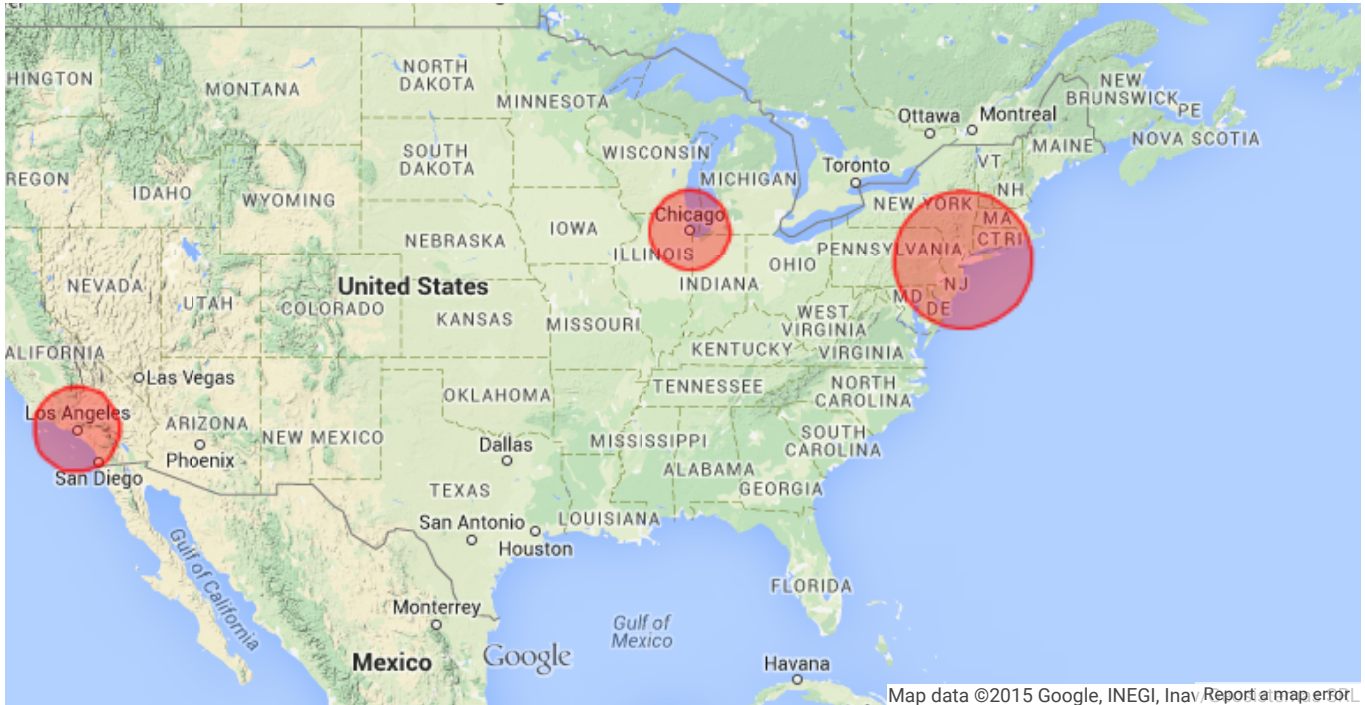 HINGTON
MONTANA
NORTH
DAKOTA
MINNESOTA
Ottawa
Montreal
NEW
BRUNSWICK
PE
NOVA SCOTIA
MAINE
VT
NH
REGON
IDAHO
WYOMING
SOUTH
DAKOTA
WISCONSIN
MICHIGAN
Toronto
NEW YORK
MA
CT
RI
Chicago
IOWA
ILLINOIS
NEBRASKA
NEVADA
UTAH
United States
COLORADO
KANSAS
MISSOURI
INDIANA
OHIO
PENNSYLVANIA
NJ
MD
DE
WEST
VIRGINIA
KENTUCKY
VIRGINIA
ALIFORNIA
Las Vegas
Los Angeles
ARIZONA
NEW MEXICO
Phoenix
San Diego
OKLAHOMA
TENNESSEE
NORTH
CAROLINA
Dallas
MISSISSIPPI
SOUTH
CAROLINA
ALABAMA
GEORGIA
TEXAS
San Antonio
LOUISIANA
Houston
FLORIDA
Gulf of California
Monterrey
Gulf of
Mexico
Mexico
Google
Havana
Map data ©2015 Google, INEGI, Inav
Report a map error